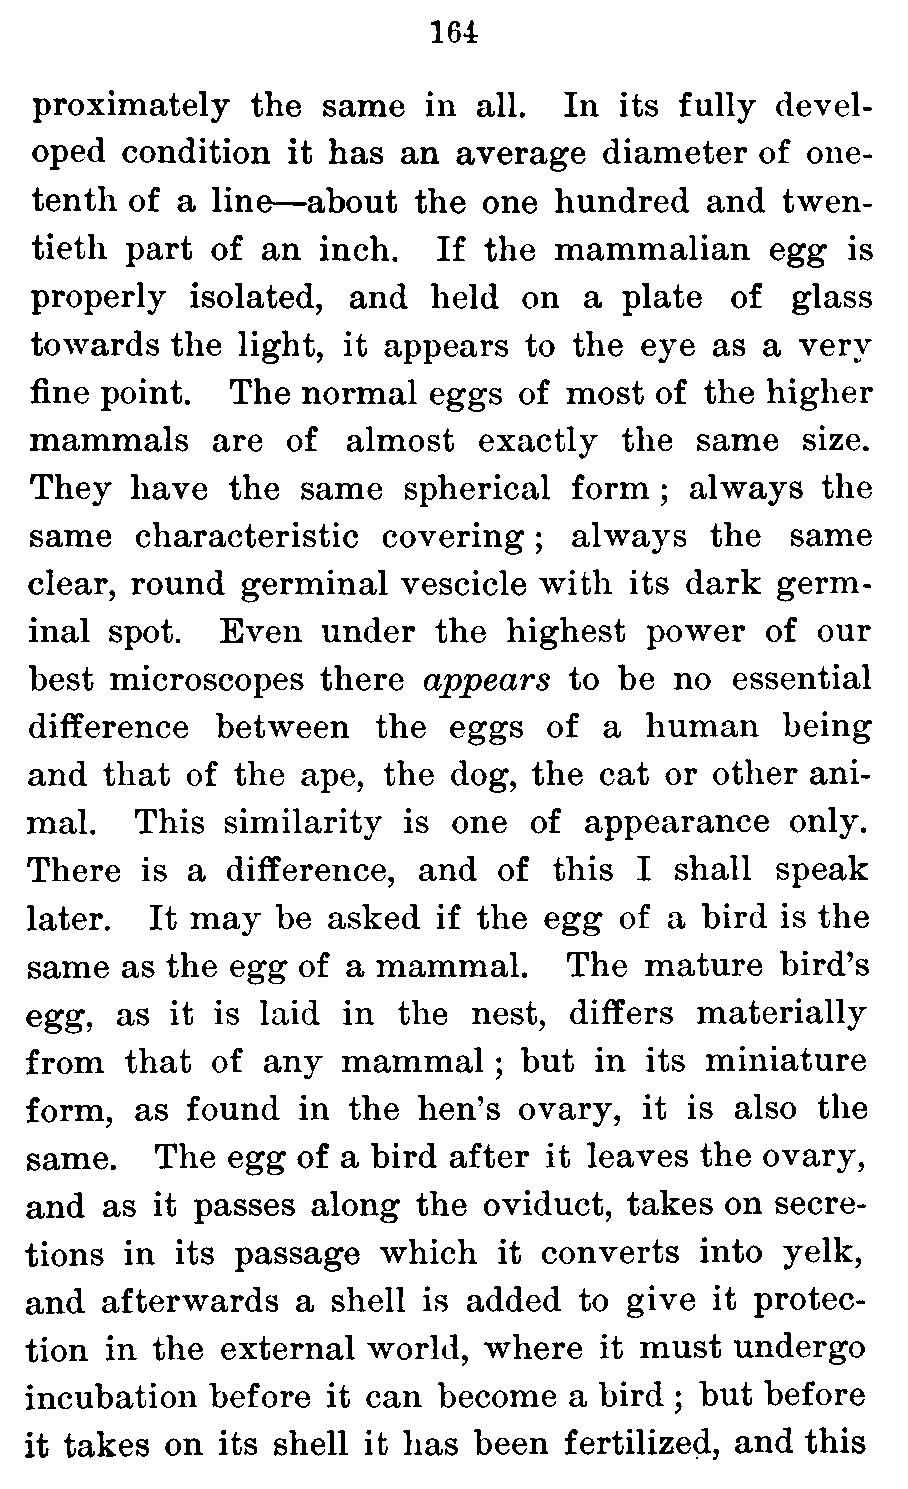 164
proximately the same in all. In its fully devel-
oped condition it has an average diameter of one-
tenth of a line—about the one hundred and twen-
tieth part of an inch. If the mammalian egg is
properly isolated, and held on a plate of glass
towards the light, it appears to the eye as a very
fine point. The normal eggs of most of the higher
mammals are of almost exactly the same size.
They have the same spherical form ; always the
same characteristic covering ; always the same
clear, round germinal vescicle with its dark germ-
inal spot. Even under the highest power of our
best microscopes there appears to be no essential
difference between the eggs of a human being
and that of the ape, the dog, the cat or other ani-
mal. This similarity is one of appearance only.
There is a difference, and of this I shall speak
later. It may be asked if the egg of a bird is the
same as the egg of a mammal. The mature bird's
egg, as it is laid in the nest, differs materially
from that of any mammal ; but in its miniature
form, as found in the hen's ovary, it is also the
same. The egg of a bird after it leaves the ovary,
and as it passes along the oviduct, takes on secre-
tions in its passage which it converts into yelk,
and afterwards a shell is added to give it protec-
tion in the external world, where it must undergo
incubation before it can become a bird ; but before
it takes on its shell it has been fertilized, and this